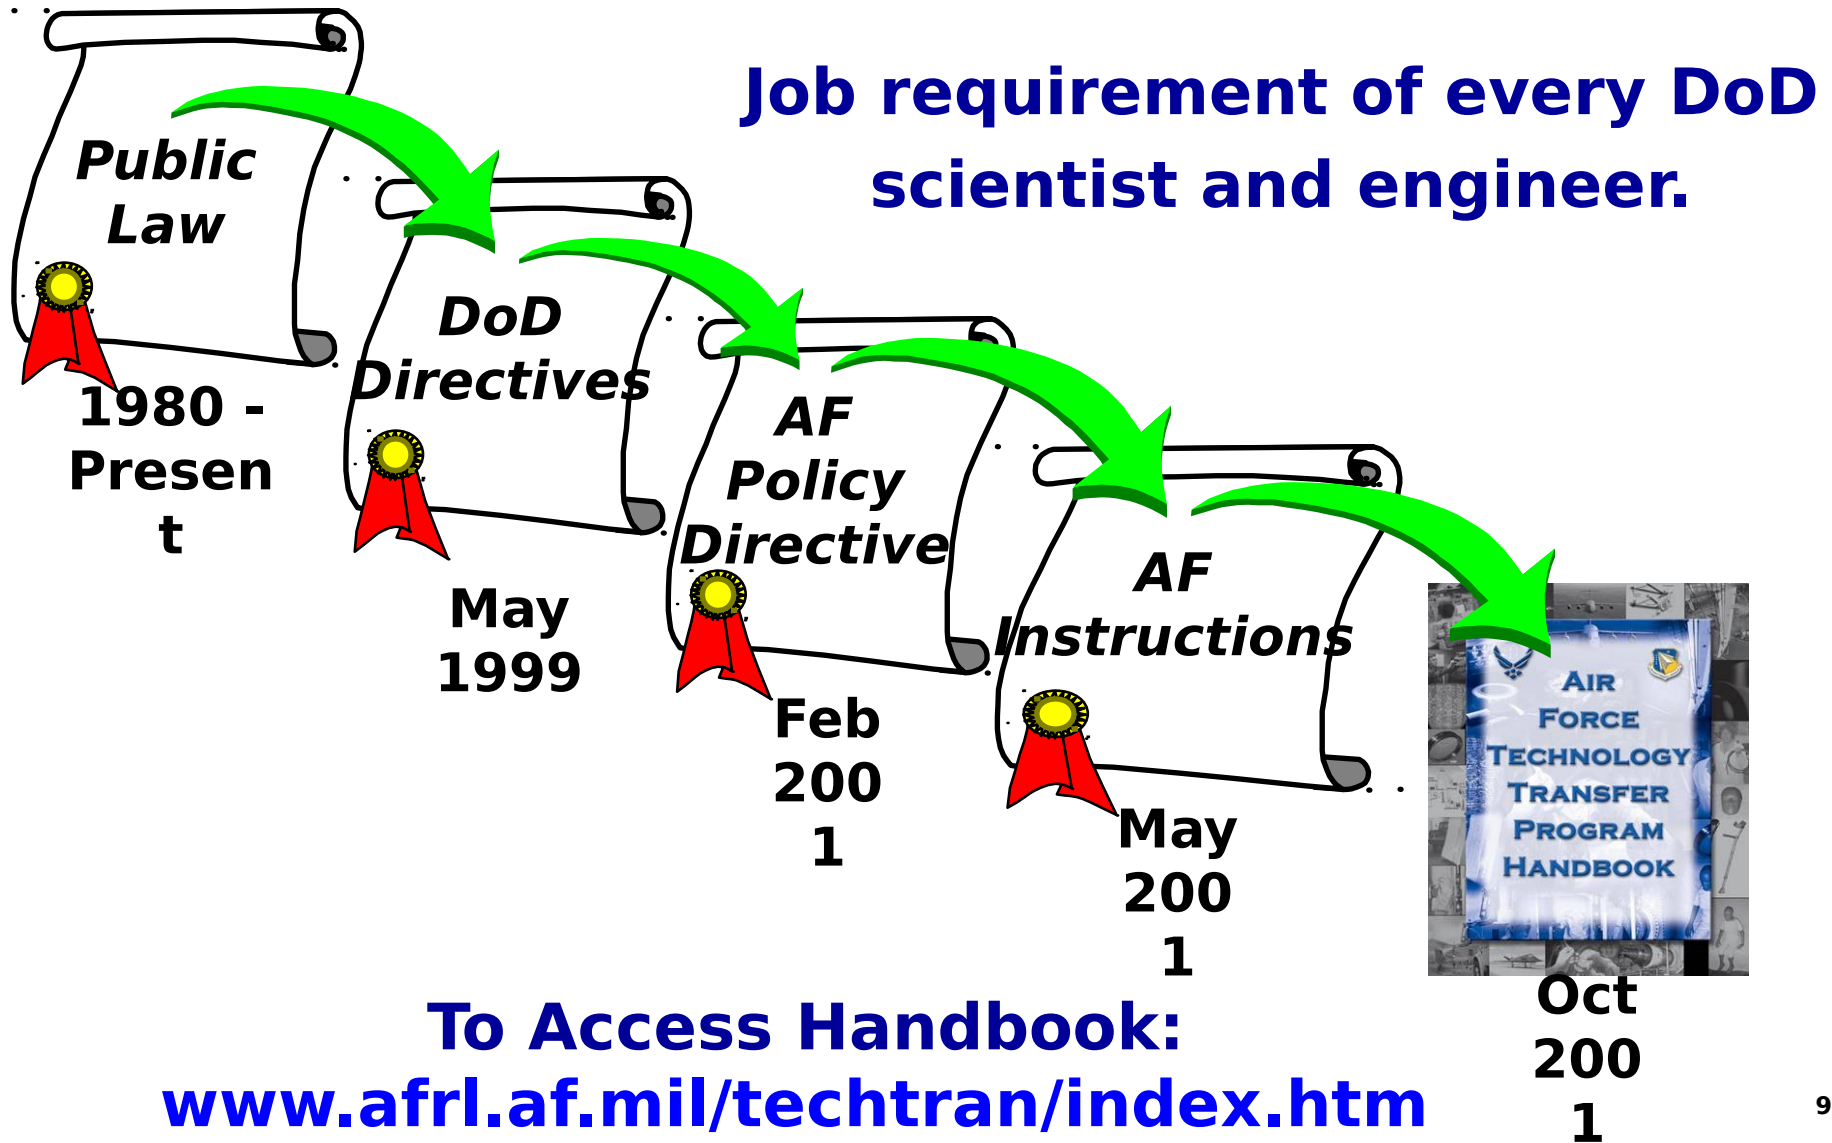 Job requirement of every DoD
scientist and engineer.
Public
Law
1980 -
Presen
t
DoD
Directives
May
1999
AF
Policy
Directive
Feb
200
1
AF
Instructions
May
200
1
AIR
FORCE
TECHNOLOGY
TRANSFER
PROGRAM
HANDBOOK
Oct
200
1
To Access Handbook:
www.afrl.af.mil/techtran/index.htm
9